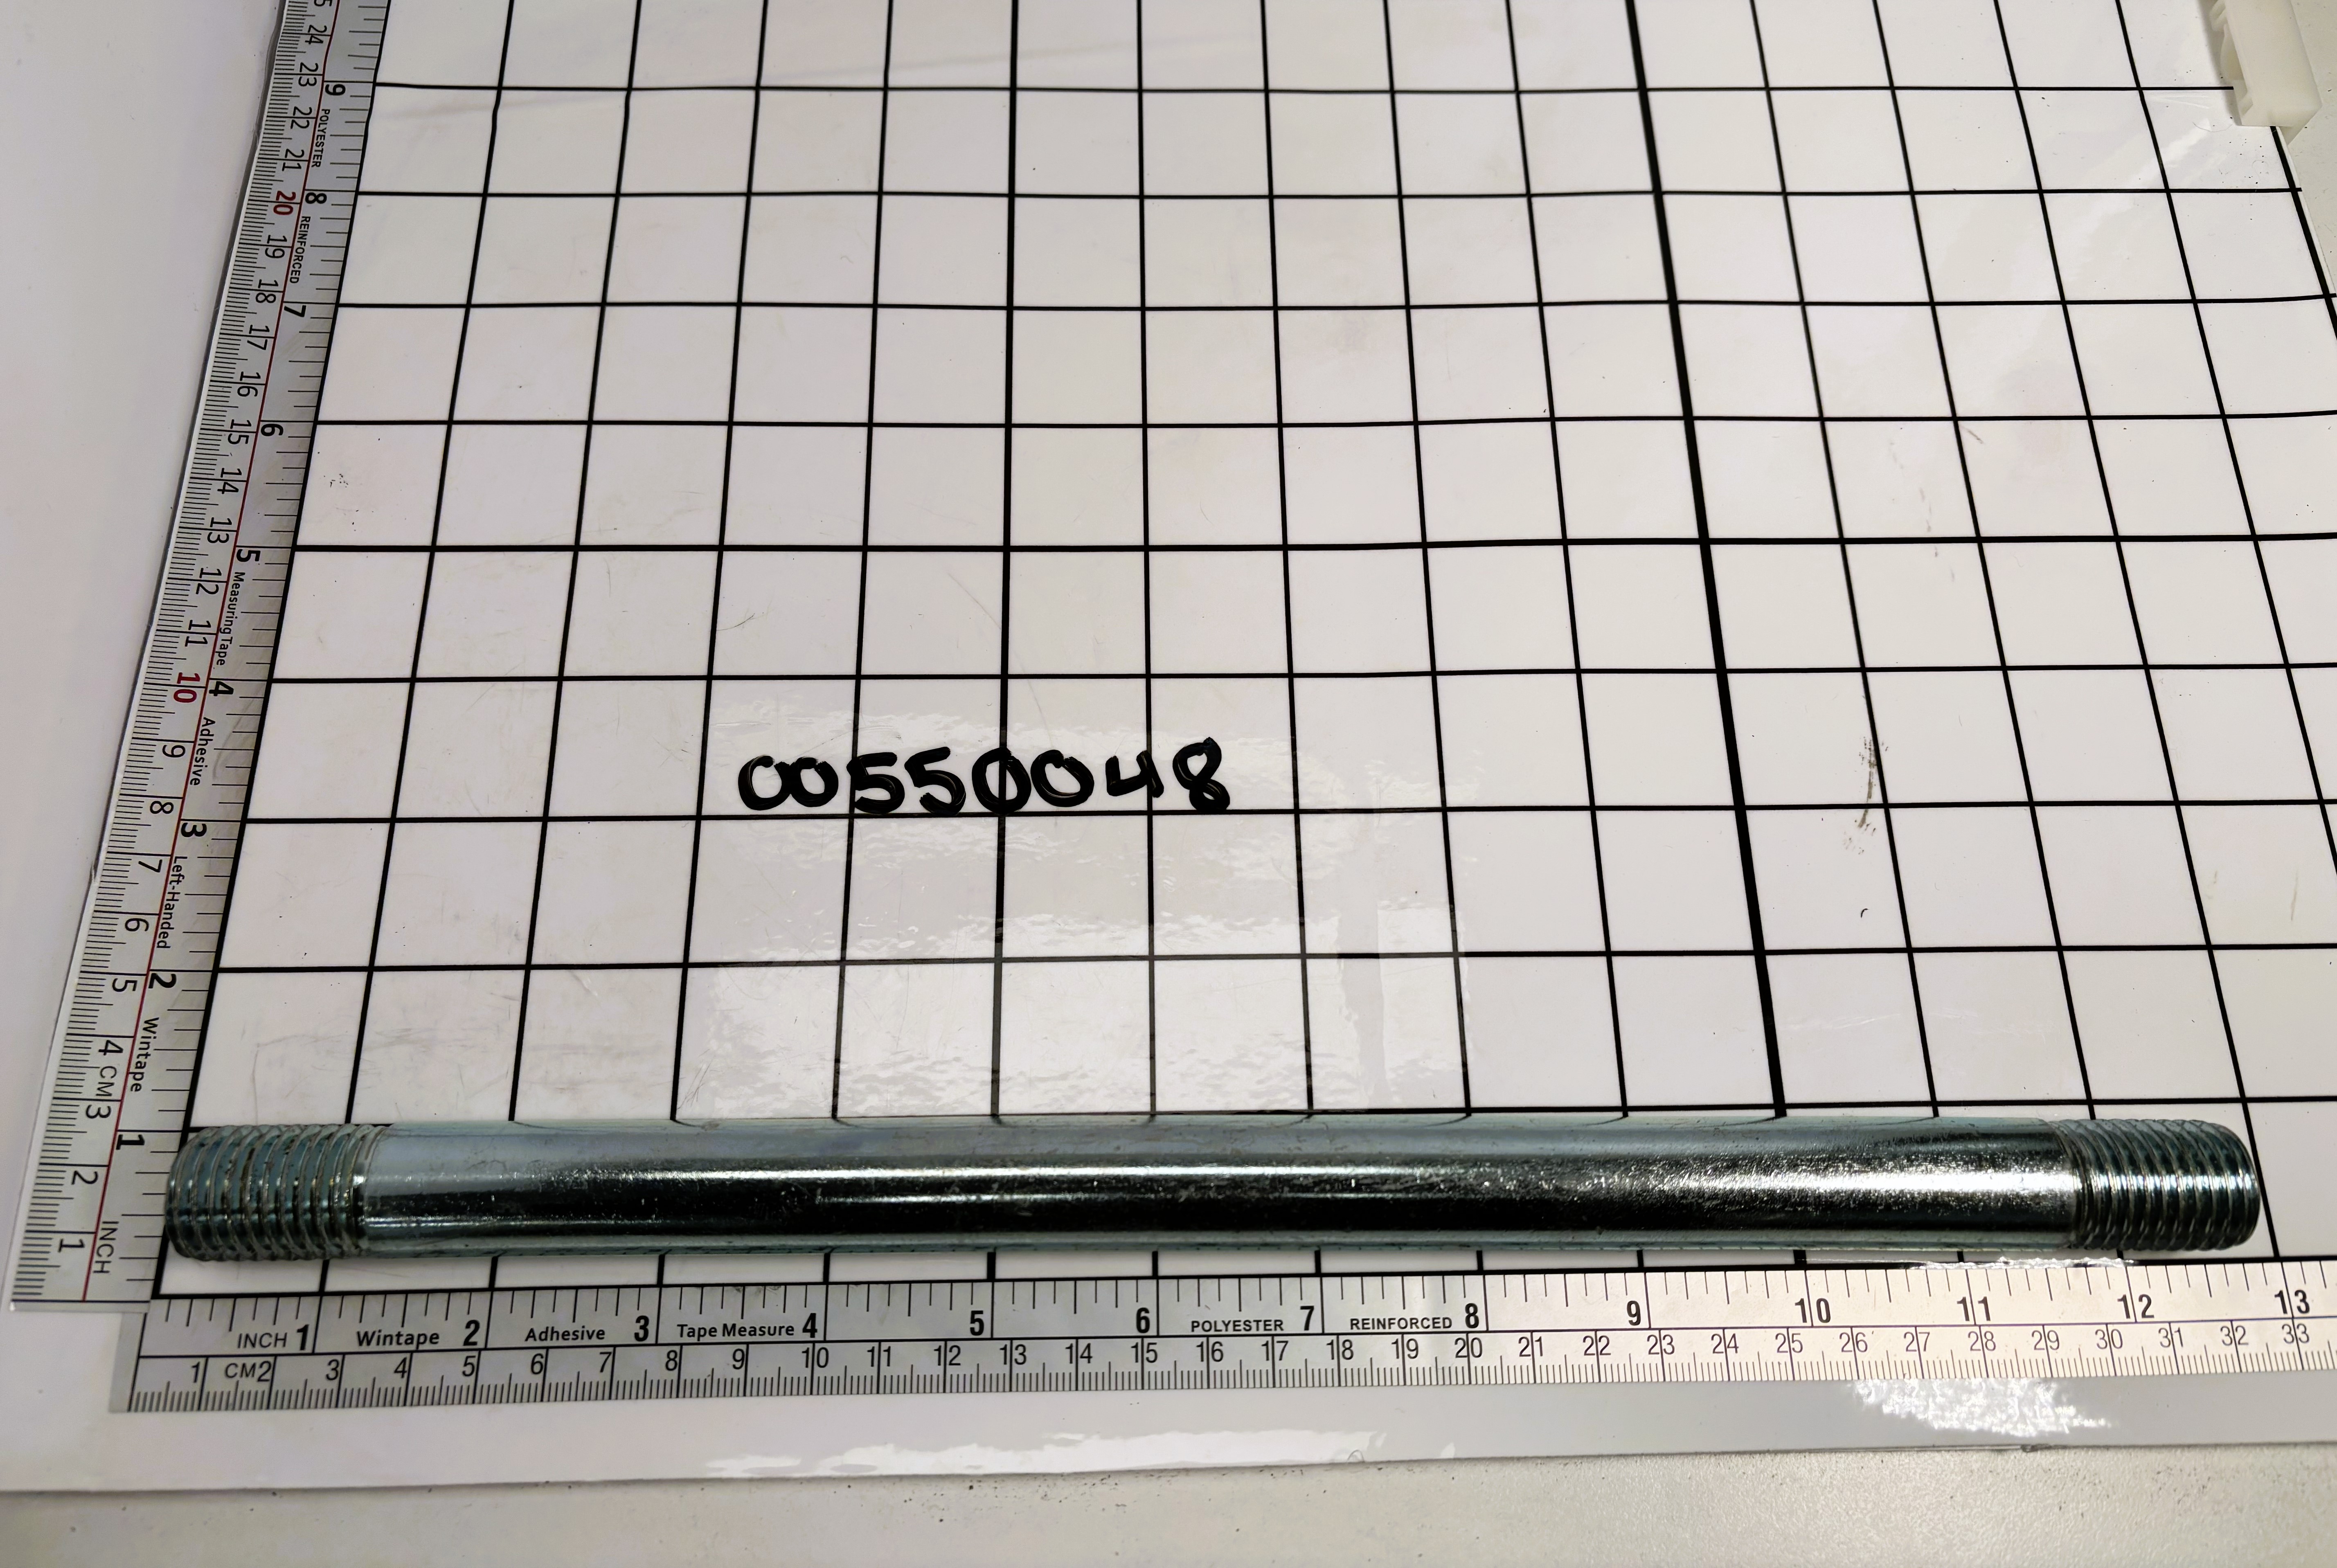 9
POLYESTER
8
REINFORCED
7
6
5
Measuring Tape
4
Adhesive
3
Left-Handed
2
Wintape
1
INCH
24 23 22 21 20 19 18 17 16 15 14 13 12 11 10 9 8 7 6 5 4 CM 3 2 1
00550048
INCH 1 Wintape 2 Adhesive 3 Tape Measure 4 5 6 POLYESTER 7 REINFORCED 8 9 10 11 12 13
1 CM 2 3 4 5 6 7 8 9 10 11 12 13 14 15 16 17 18 19 20 21 22 23 24 25 26 27 28 29 30 31 32 33